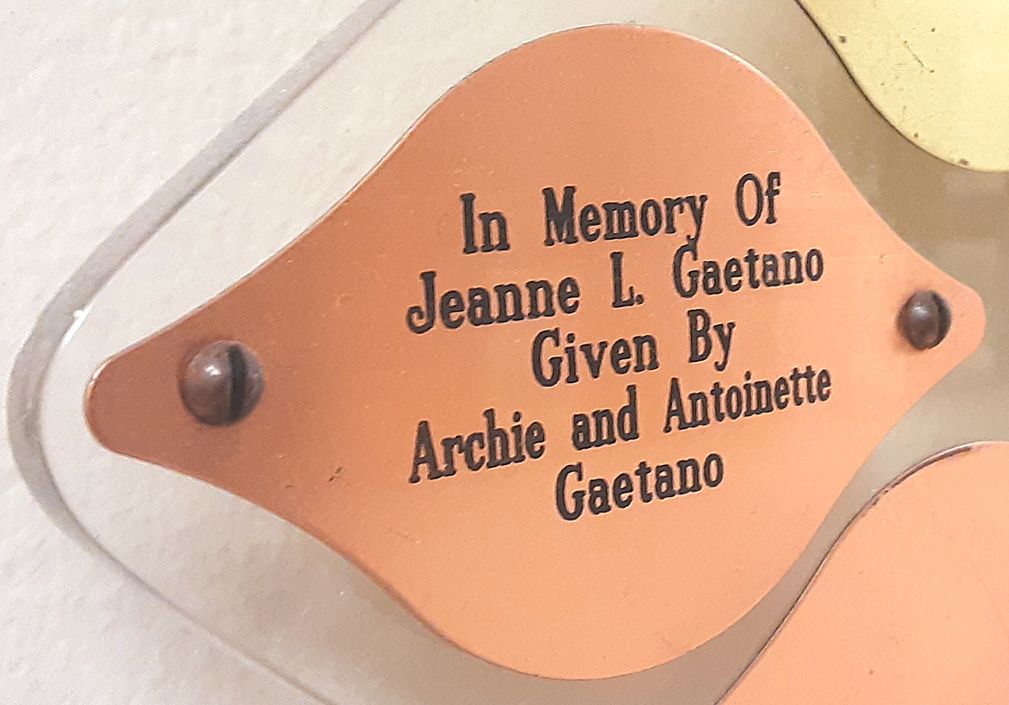 In Memory Of
Jeanne L. Gaetano
Given By
Archie and Antoinette
Gaetano